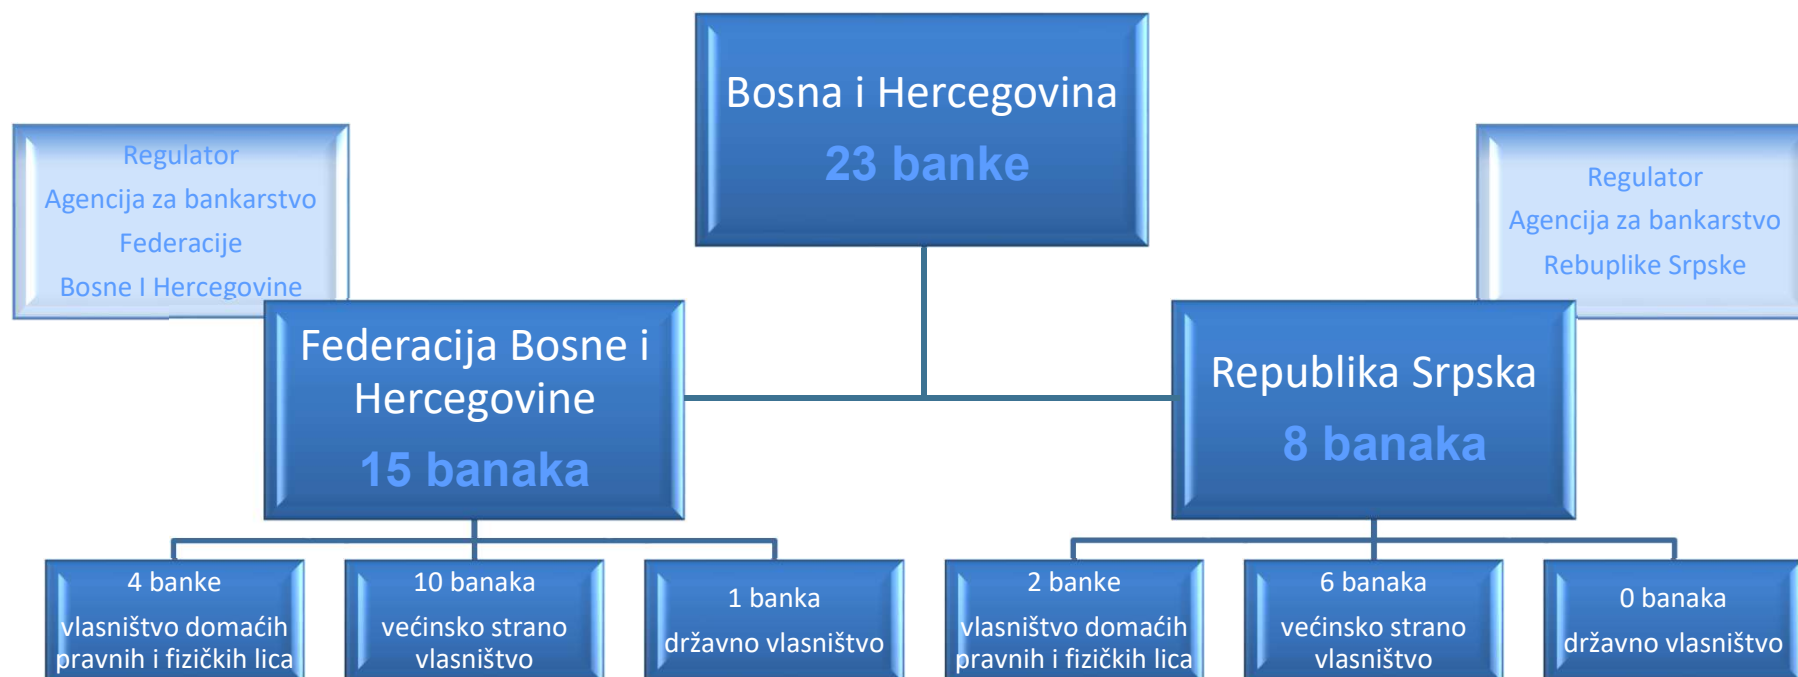 Bosna i Hercegovina
23 banke
Regulator
Agencija za bankarstvo
Federacije
Bosne I Hercegovine
Regulator
Agencija za bankarstvo
Rebuplike Srpske
Federacija Bosne i
Hercegovine
15 banaka
Republika Srpska
8 banaka
4 banke
vlasništvo domaćih
pravnih i fizičkih lica
10 banaka
većinsko strano
vlasništvo
1 banka
državno vlasništvo
2 banke
vlasništvo domaćih
pravnih i fizičkih lica
6 banaka
većinsko strano
vlasništvo
0 banaka
državno vlasništvo